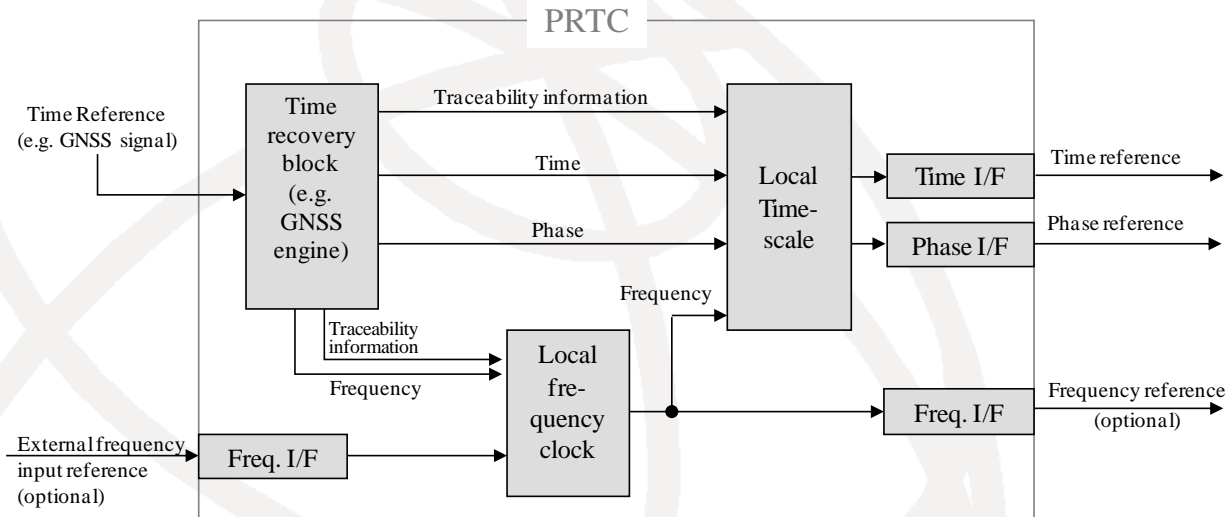 PRTC
Time Reference
(e.g. GNSS signal)
Time
recovery
block
(e.g.
GNSS
engine)
Traceability information
Time
Phase
Local
Time-
scale
Time I/F
Time reference
Phase I/F
Phase reference
Frequency
Traceability
information
Frequency
Local
fre-
quency
clock
Freq. I/F
Frequency reference
(optional)
External frequency
input reference
(optional)
Freq. I/F